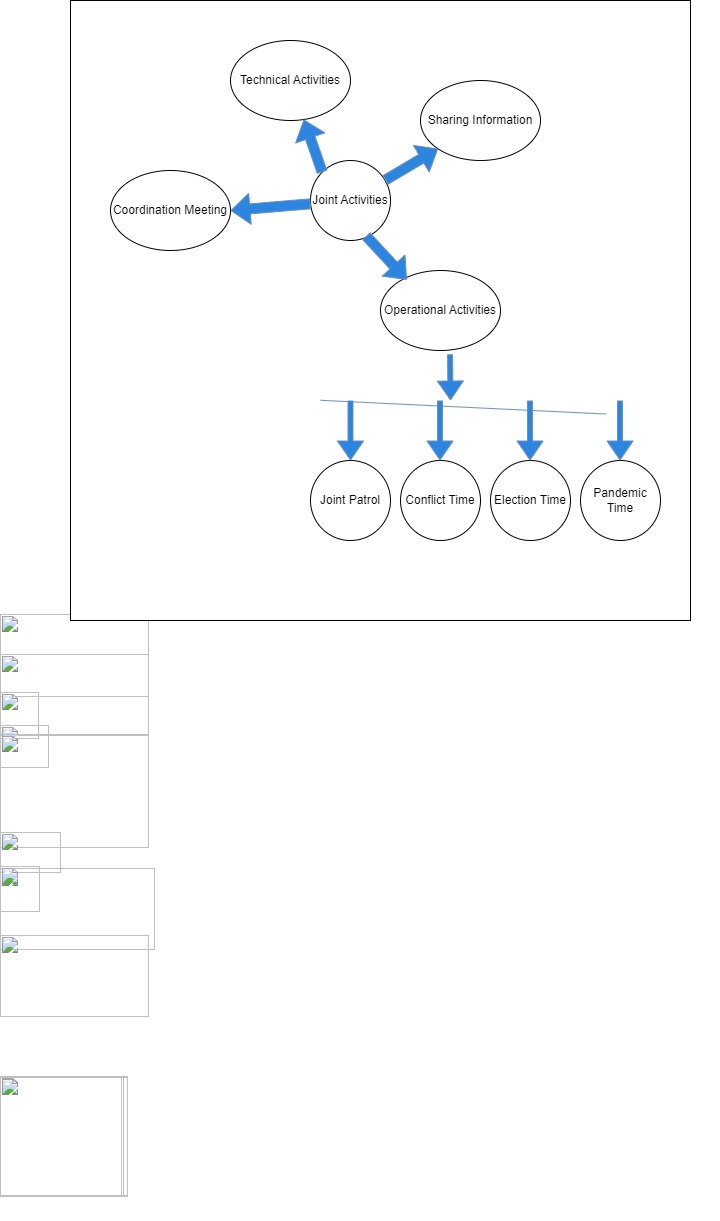 Technical Activities
Sharing Information
Joint Activities
Coordination Meeting
Operational Activities
Joint Patrol
Conflict Time
Election Time
Pandemic
Time